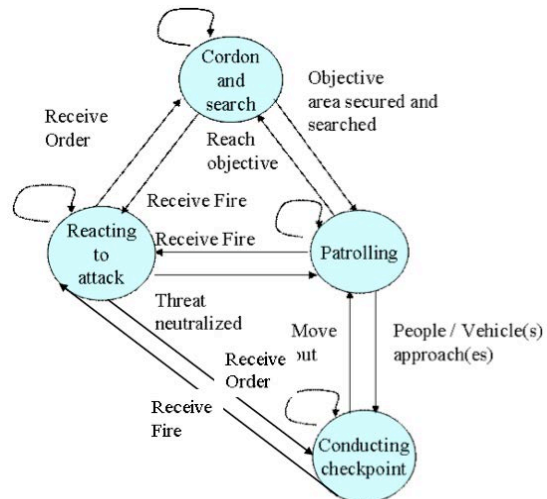 Cordon
and
search
Objective
area secured and
searched
Receive
Order
Reach
objective
Receive Fire
Reacting
to
attack
Receive Fire
Patrolling
Threat
neutralized
Move
People / Vehicle(s)
approach(es)
Receive
Order
Receive
Fire
Conducting
checkpoint